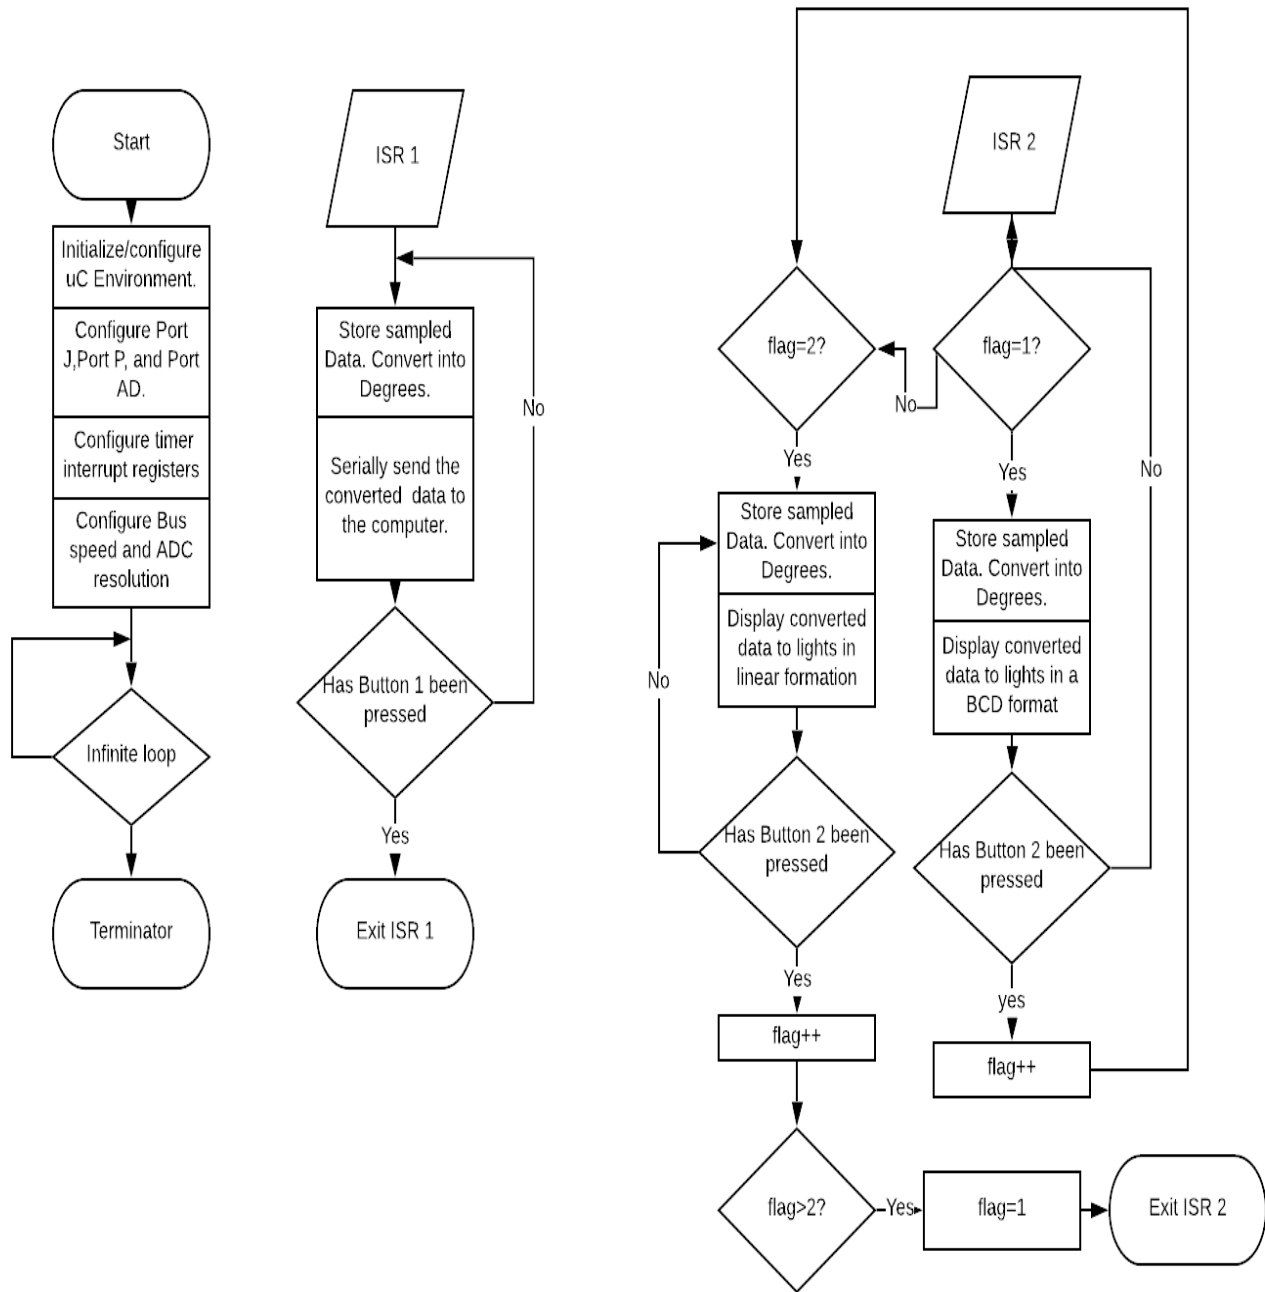 Start
Initialize/configure
uC Environment.
Configure Port
J,Port P, and Port
AD.
Configure timer
interrupt registers
Configure Bus
speed and ADC
resolution
Infinite loop
Terminator
ISR 1
Store sampled
Data. Convert into
Degrees.
Serially send the
converted data to
the computer.
No
Has Button 1 been
pressed
Yes
Exit ISR 1
ISR 2
flag=1?
No
Yes
Store sampled
Data. Convert into
Degrees.
Display converted
data to lights in a
BCD format
No
Has Button 2 been
pressed
yes
flag++
flag=2?
Yes
Store sampled
Data. Convert into
Degrees.
Display converted
data to lights in
linear formation
No
Has Button 2 been
pressed
Yes
flag++
flag>2?
Yes
flag=1
Exit ISR 2